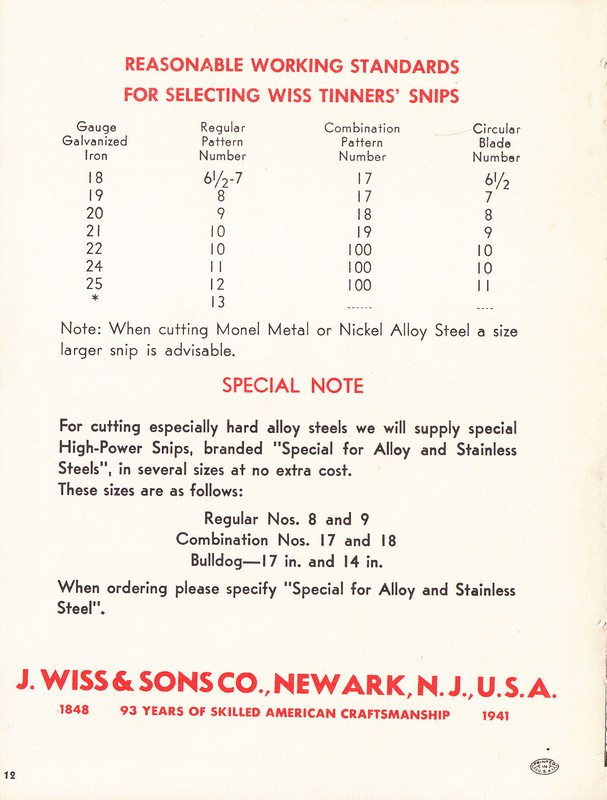 REASONABLE WORKING STANDARDS
FOR SELECTING WISS TINNERS' SNIPS
Gauge Galvanized Iron Regular Pattern Number Combination Pattern Number Circular Blade Number
18 6½-7 17 6½
19 8 17 7
20 9 18 8
21 10 19 9
22 10 100 10
24 11 100 10
25 12 100 11
* 13 ------ ----
Note: When cutting Monel Metal or Nickel Alloy Steel a size
larger snip is advisable.
SPECIAL NOTE
For cutting especially hard alloy steels we will supply special
High-Power Snips, branded "Special for Alloy and Stainless
Steels", in several sizes at no extra cost.
These sizes are as follows:
Regular Nos. 8 and 9
Combination Nos. 17 and 18
Bulldog—17 in. and 14 in.
When ordering please specify "Special for Alloy and Stainless
Steel".
J. WISS & SONS CO., NEWARK, N. J., U. S. A.
1848 93 YEARS OF SKILLED AMERICAN CRAFTSMANSHIP 1941
12
PRINTED
IN
U.S.A.